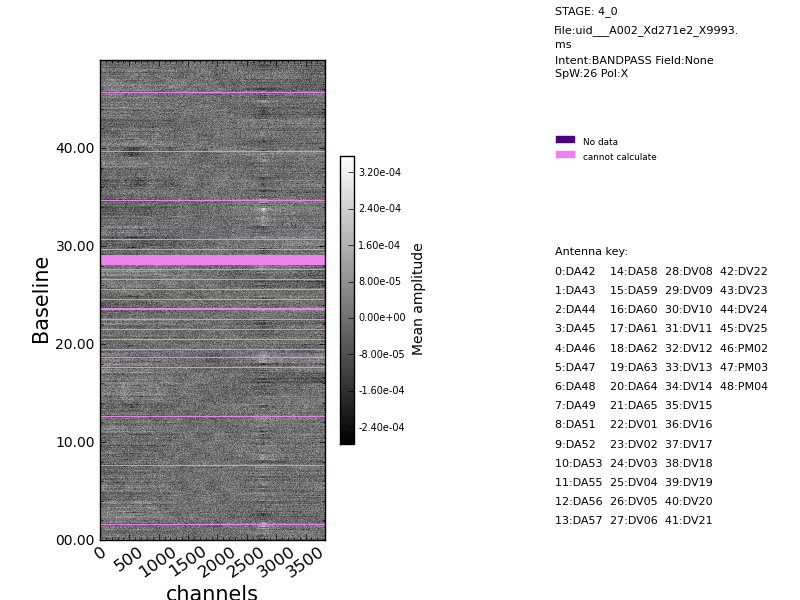 STAGE: 4_0
File:uid___A002_Xd271e2_X9993.
ms
Intent:BANDPASS Field:None
SpW:26 Pol:X
No data
cannot calculate
40.00
30.00
20.00
10.00
00.00
Baseline
0 500 1000 1500 2000 2500 3000 3500
channels
3.20e-04
2.40e-04
1.60e-04
8.00e-05
0.00e+00
-8.00e-05
-1.60e-04
-2.40e-04
Mean amplitude
Antenna key:
0:DA42 14:DA58 28:DV08 42:DV22
1:DA43 15:DA59 29:DV09 43:DV23
2:DA44 16:DA60 30:DV10 44:DV24
3:DA45 17:DA61 31:DV11 45:DV25
4:DA46 18:DA62 32:DV12 46:PM02
5:DA47 19:DA63 33:DV13 47:PM03
6:DA48 20:DA64 34:DV14 48:PM04
7:DA49 21:DA65 35:DV15
8:DA51 22:DV01 36:DV16
9:DA52 23:DV02 37:DV17
10:DA53 24:DV03 38:DV18
11:DA55 25:DV04 39:DV19
12:DA56 26:DV05 40:DV20
13:DA57 27:DV06 41:DV21